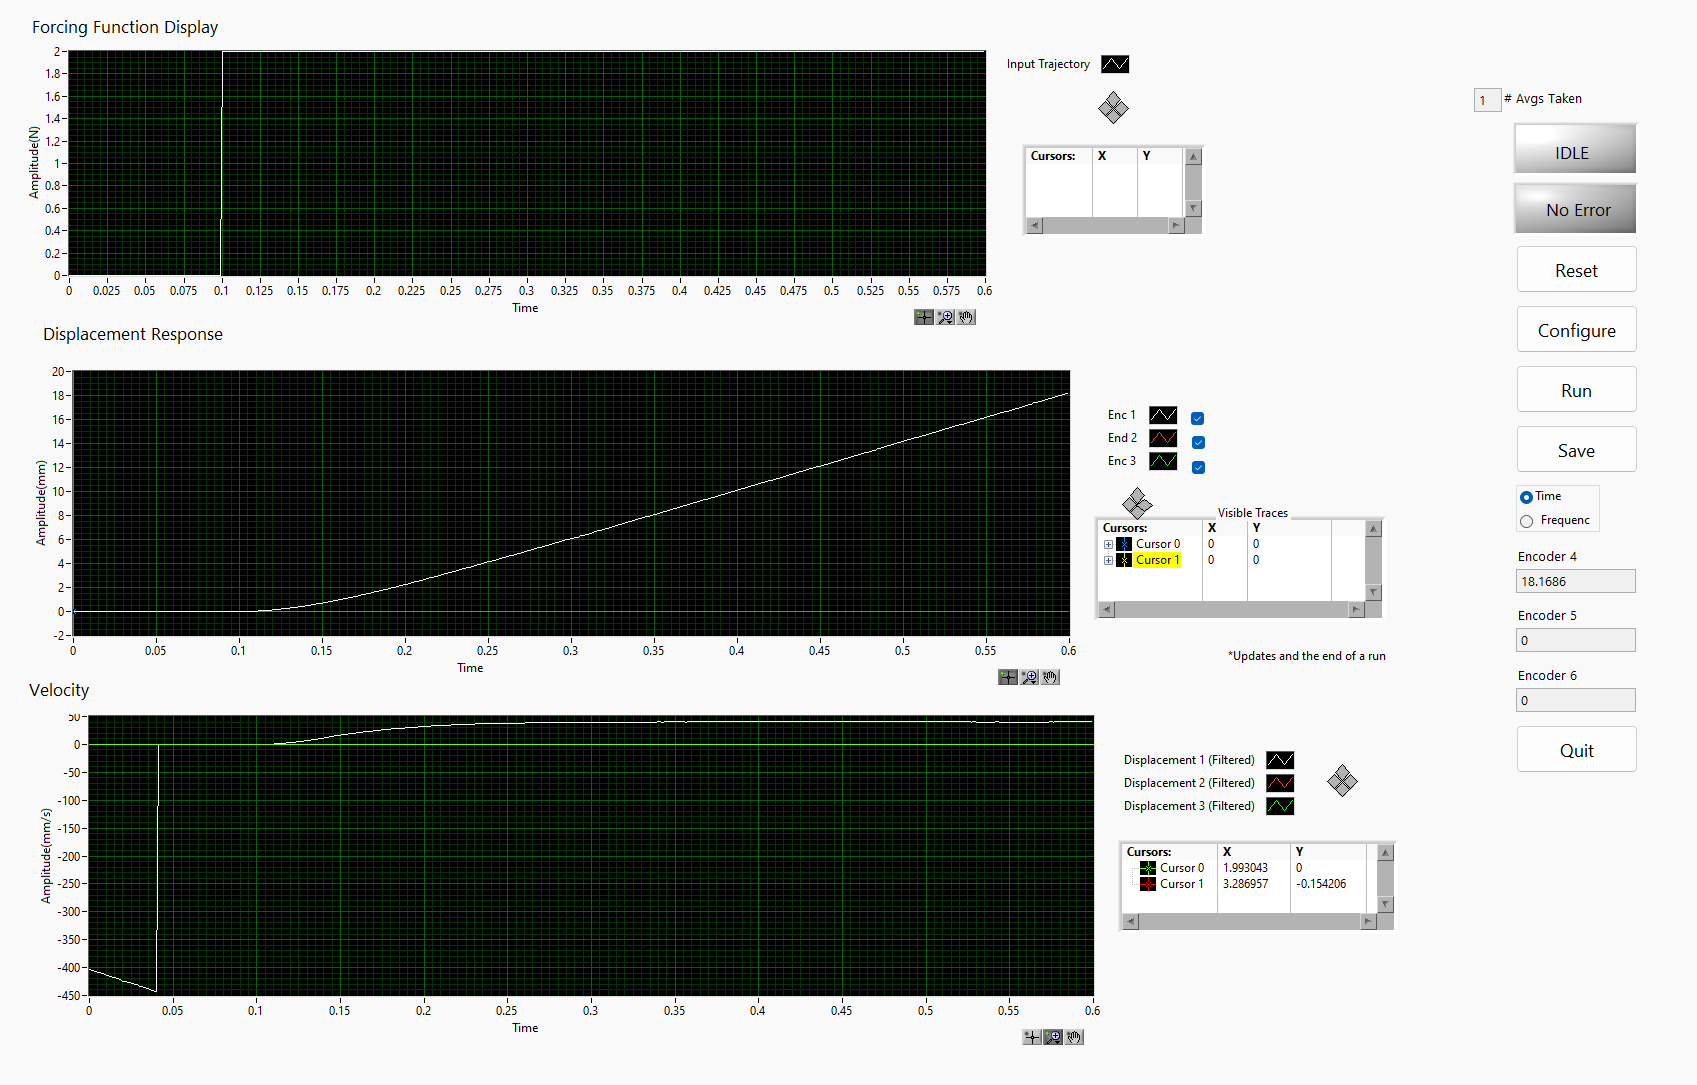 Forcing Function Display
2
1.8
1.6
1.4
1.2
1
0.8
0.6
0.4
0.2
0
Amplitude(N)
0 0.025 0.05 0.075 0.1 0.125 0.15 0.175 0.2 0.225 0.25 0.275 0.3 0.325 0.35 0.375 0.4 0.425 0.45 0.475 0.5 0.525 0.55 0.575 0.6
Time
Input Trajectory
Cursors: X Y
Displacement Response
20
18
16
14
12
10
8
6
4
2
0
-2
Amplitude(mm)
0 0.05 0.1 0.15 0.2 0.25 0.3 0.35 0.4 0.45 0.5 0.55 0.6
Time
Enc 1
End 2
Enc 3
Visible Traces
Cursors: X Y
Cursor 0 0 0
Cursor 1 0 0
*Updates and the end of a run
Velocity
50
0
-50
-100
-150
-200
-250
-300
-350
-400
-450
Amplitude(mm/s)
0 0.05 0.1 0.15 0.2 0.25 0.3 0.35 0.4 0.45 0.5 0.55 0.6
Time
Displacement 1 (Filtered)
Displacement 2 (Filtered)
Displacement 3 (Filtered)
Cursors: X Y
Cursor 0 1.993043 0
Cursor 1 3.286957 -0.154206
1 # Avgs Taken
IDLE
No Error
Reset
Configure
Run
Save
Time
Frequenc
Encoder 4
18.1686
Encoder 5
0
Encoder 6
0
Quit